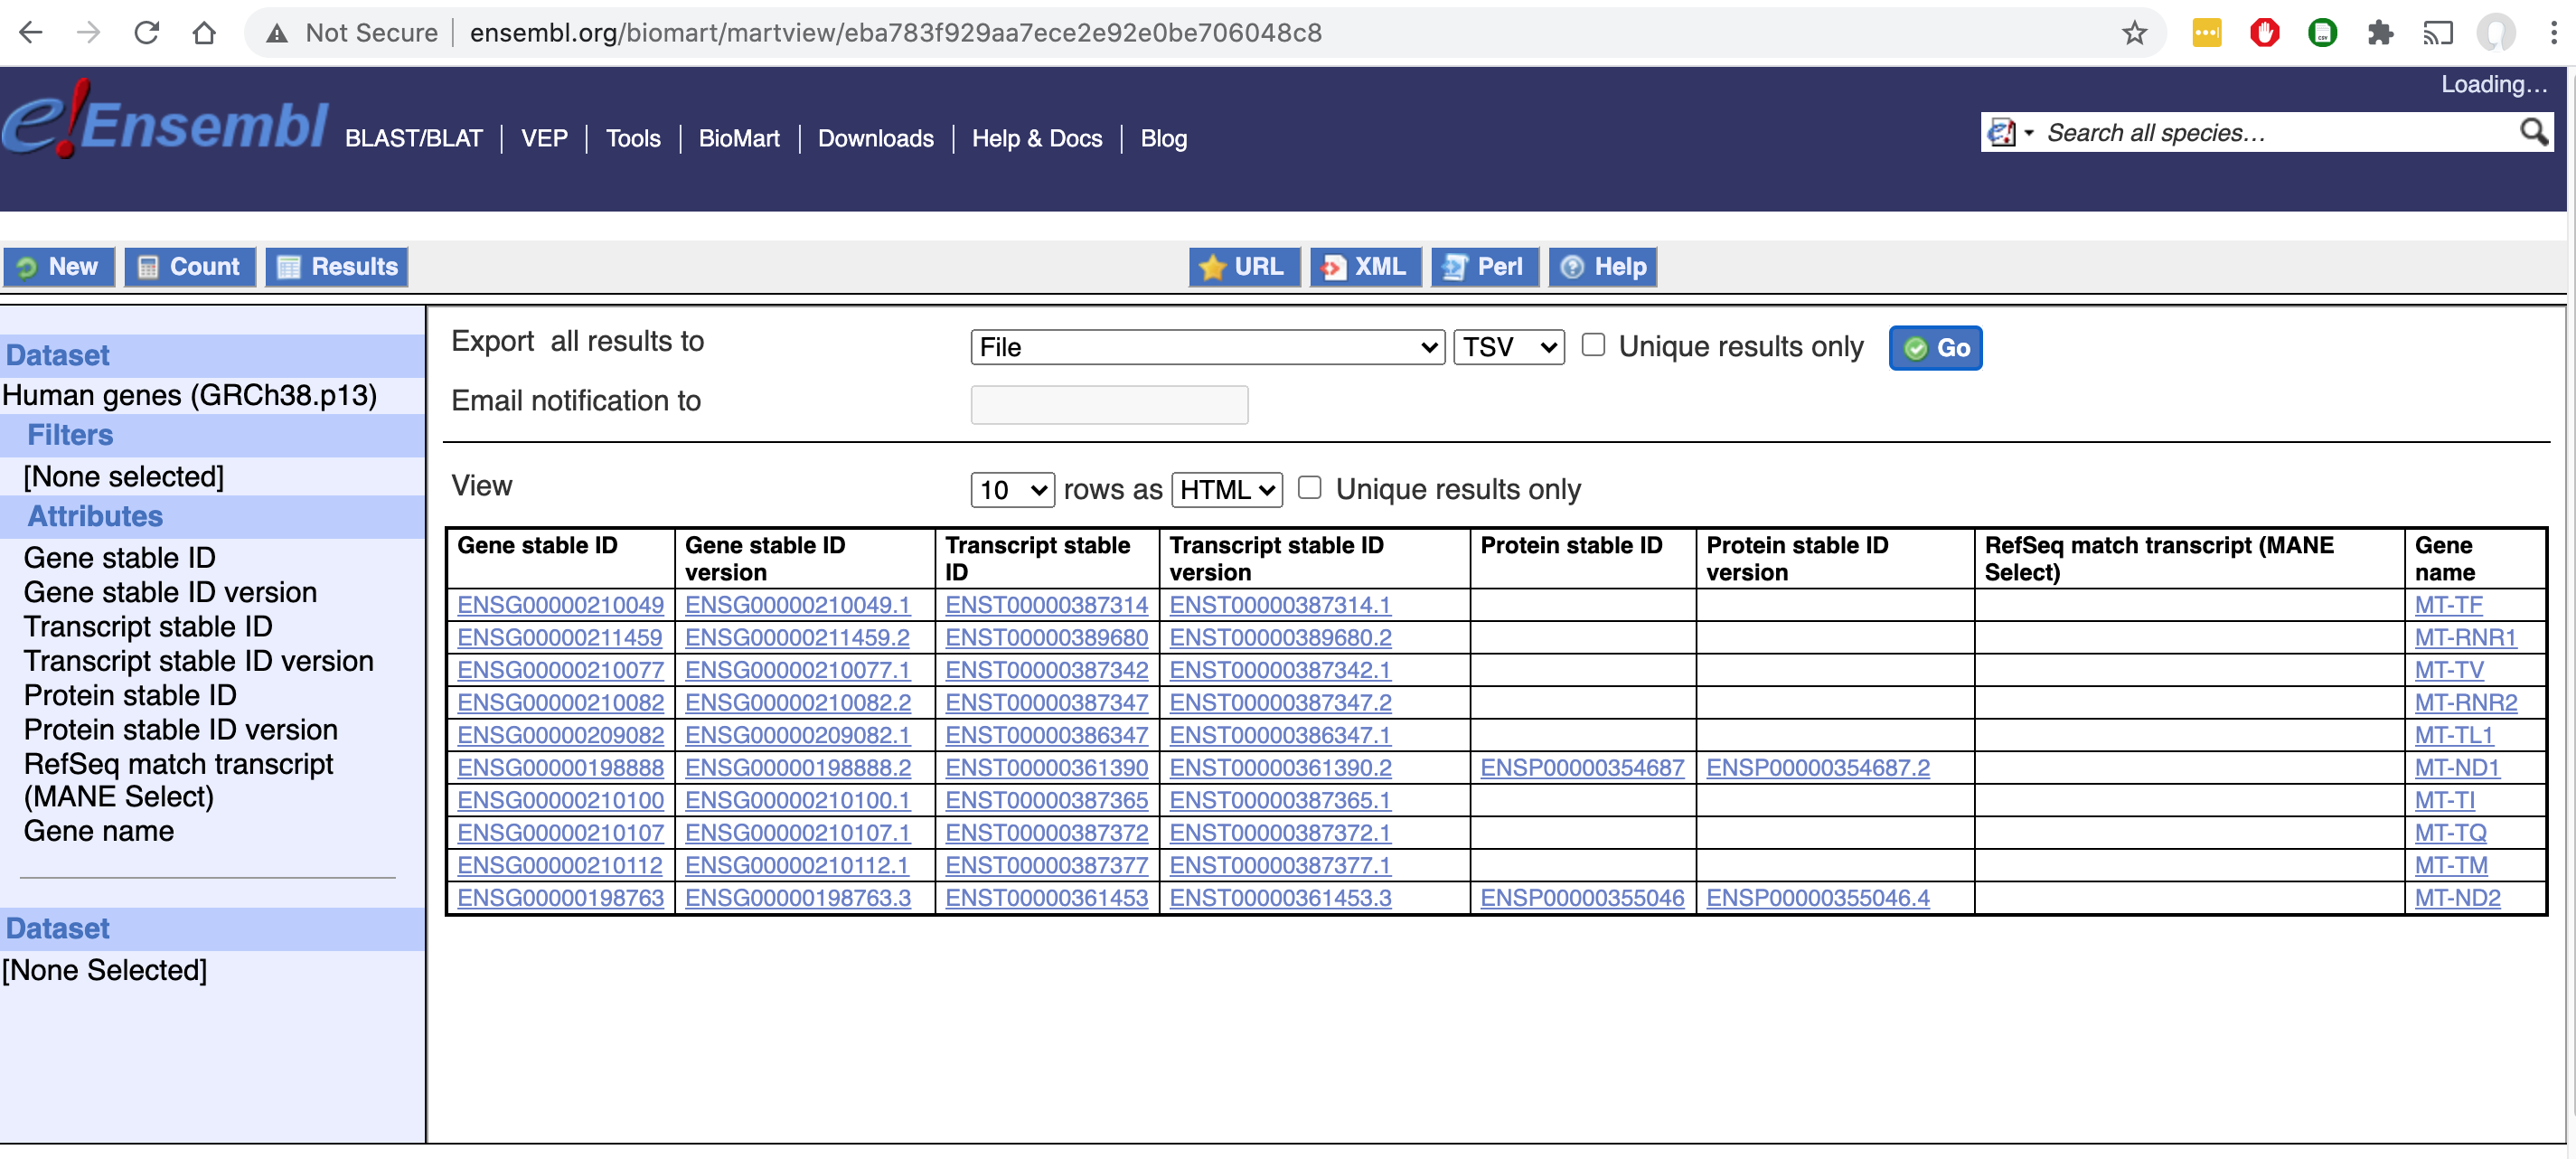 Not Secure ensembl.org/biomart/martview/eba783f929aa7ece2e92e0be706048c8
Loading...
e!Ensembl
BLAST/BLAT VEP Tools BioMart Downloads Help & Docs Blog
Search all species...
New Count Results URL XML Perl Help
Dataset
Human genes (GRCh38.p13)
Filters
[None selected]
Attributes
Gene stable ID
Gene stable ID version
Transcript stable ID
Transcript stable ID version
Protein stable ID
Protein stable ID version
RefSeq match transcript
(MANE Select)
Gene name
Dataset
[None Selected]
Export all results to File TSV Unique results only Go
Email notification to
View 10 rows as HTML Unique results only
Gene stable ID Gene stable ID version Transcript stable ID Transcript stable ID version Protein stable ID Protein stable ID version RefSeq match transcript (MANE Select) Gene name
ENSG00000210049 ENSG00000210049.1 ENST00000387314 ENST00000387314.1 MT-TF
ENSG00000211459 ENSG00000211459.2 ENST00000389680 ENST00000389680.2 MT-RNR1
ENSG00000210077 ENSG00000210077.1 ENST00000387342 ENST00000387342.1 MT-TV
ENSG00000210082 ENSG00000210082.2 ENST00000387347 ENST00000387347.2 MT-RNR2
ENSG00000209082 ENSG00000209082.1 ENST00000386347 ENST00000386347.1 MT-TL1
ENSG00000198888 ENSG00000198888.2 ENST00000361390 ENST00000361390.2 ENSP00000354687 ENSP00000354687.2 MT-ND1
ENSG00000210100 ENSG00000210100.1 ENST00000387365 ENST00000387365.1 MT-TI
ENSG00000210107 ENSG00000210107.1 ENST00000387372 ENST00000387372.1 MT-TQ
ENSG00000210112 ENSG00000210112.1 ENST00000387377 ENST00000387377.1 MT-TM
ENSG00000198763 ENSG00000198763.3 ENST00000361453 ENST00000361453.3 ENSP00000355046 ENSP00000355046.4 MT-ND2